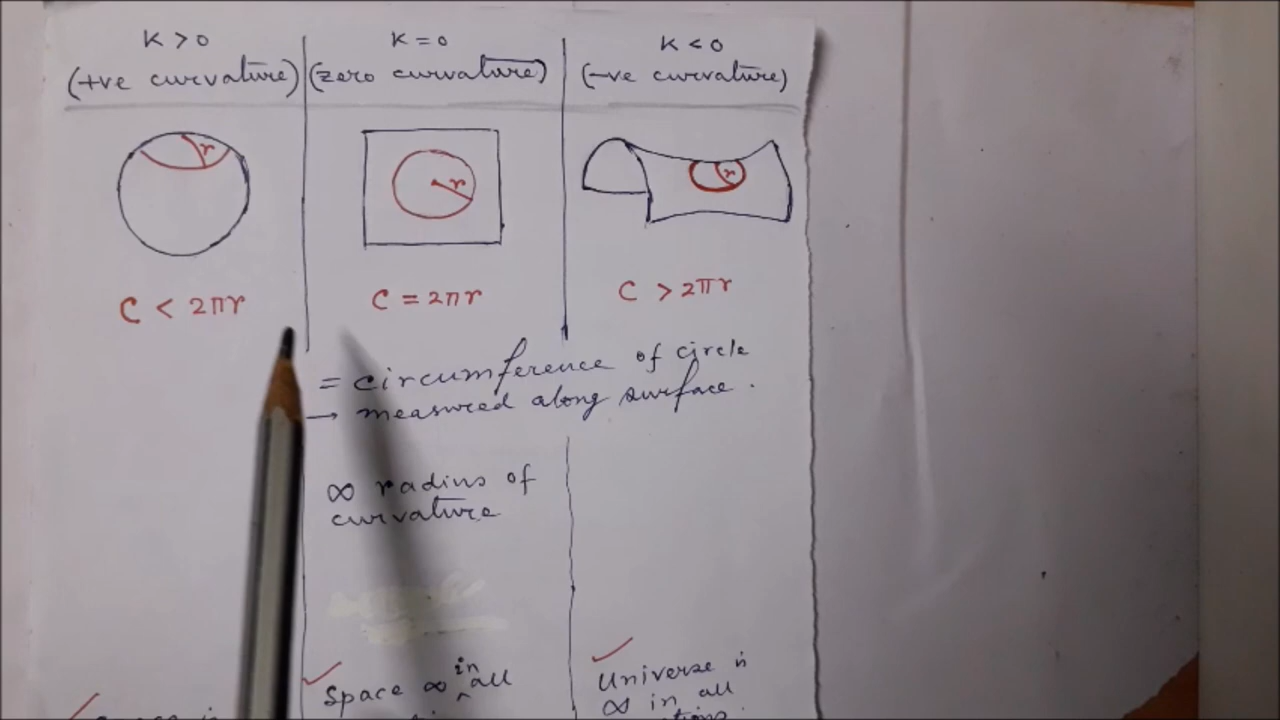 K > 0
(+ve curvature)
r
C < 2πr
K = 0
(zero curvature)
r
C = 2πr
K < 0
(-ve curvature)
r
C > 2πr
= circumference of circle
→ measured along surface .
∞ radius of
curvature
✓ Space ∞ in all
✓ Universe is
∞ in all